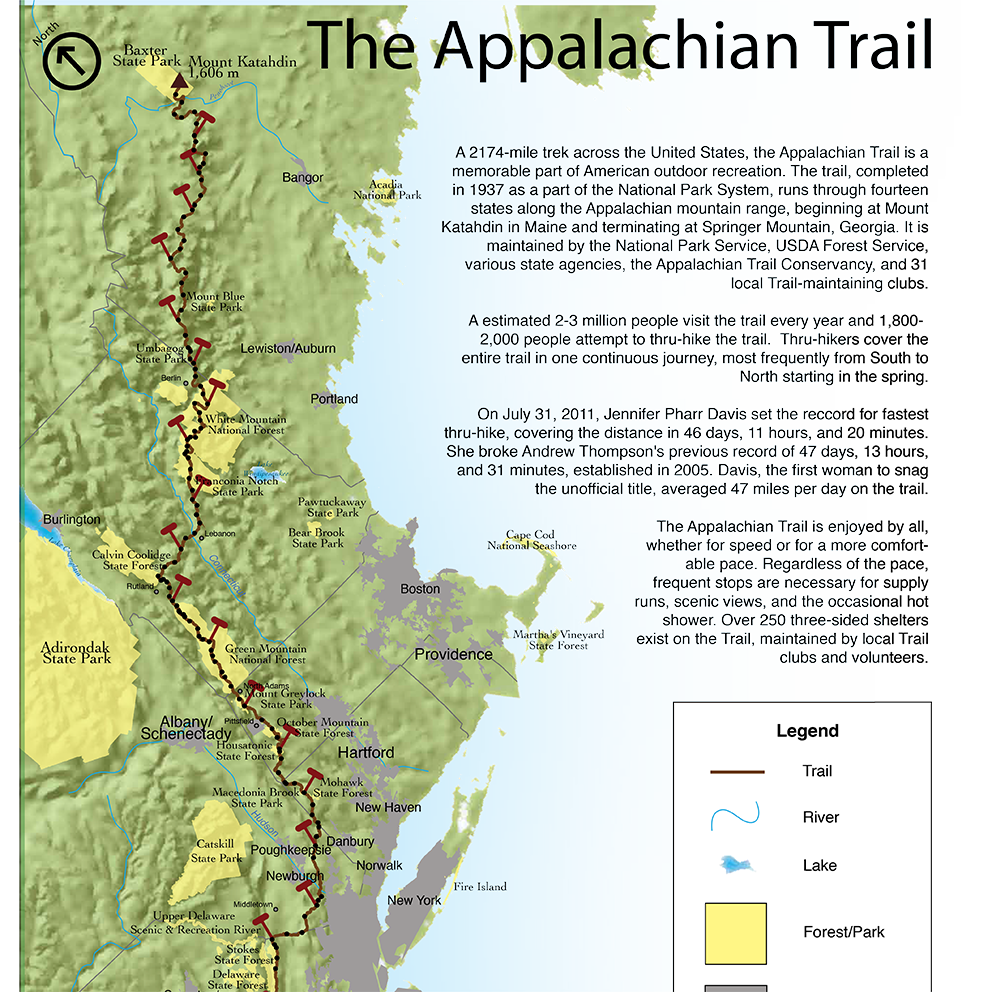 The Appalachian Trail
North
Baxter
State Park
Mount Katahdin
1,606 m
Bangor
Acadia
National Park
A 2174-mile trek across the United States, the Appalachian Trail is a
memorable part of American outdoor recreation. The trail, completed
in 1937 as a part of the National Park System, runs through fourteen
states along the Appalachian mountain range, beginning at Mount
Katahdin in Maine and terminating at Springer Mountain, Georgia. It is
maintained by the National Park Service, USDA Forest Service,
various state agencies, the Appalachian Trail Conservancy, and 31
local Trail-maintaining clubs.
A estimated 2-3 million people visit the trail every year and 1,800-
2,000 people attempt to thru-hike the trail. Thru-hikers cover the
entire trail in one continuous journey, most frequently from South to
North starting in the spring.
On July 31, 2011, Jennifer Pharr Davis set the reccord for fastest
thru-hike, covering the distance in 46 days, 11 hours, and 20 minutes.
She broke Andrew Thompson's previous record of 47 days, 13 hours,
and 31 minutes, established in 2005. Davis, the first woman to snag
the unofficial title, averaged 47 miles per day on the trail.
The Appalachian Trail is enjoyed by all,
whether for speed or for a more comfort-
able pace. Regardless of the pace,
frequent stops are necessary for supply
runs, scenic views, and the occasional hot
shower. Over 250 three-sided shelters
exist on the Trail, maintained by local Trail
clubs and volunteers.
Mount Blue
State Park
Umbagog
State Park
Lewiston/Auburn
Berlin
Portland
White Mountain
National Forest
Franconia Notch
State Park
Pawtuckaway
State Park
Bear Brook
State Park
Burlington
Lebanon
Calvin Coolidge
State Forest
Rutland
Connecticut
Cape Cod
National Seashore
Boston
Martha's Vineyard
State Forest
Providence
Adirondak
State Park
Green Mountain
National Forest
North Adams
Mount Greylock
State Park
Albany/
Schenectady
Pittsfield
October Mountain
State Forest
Housatonic
State Forest
Hartford
Mohawk
State Forest
Macedonia Brook
State Park
New Haven
Hudson
Catskill
State Park
Danbury
Poughkeepsie
Norwalk
Newburgh
Fire Island
New York
Middletown
Upper Delaware
Scenic & Recreation River
Stokes
State Forest
Delaware
State Forest
Legend
Trail
River
Lake
Forest/Park